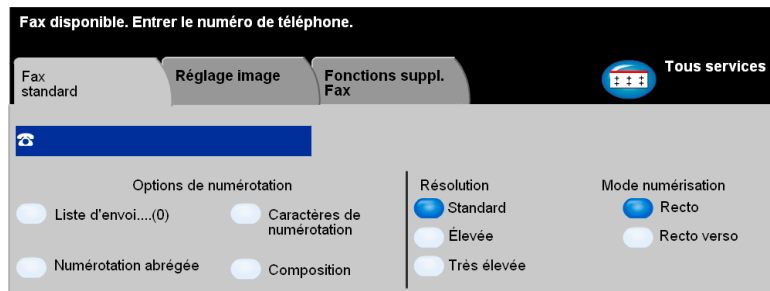 Fax disponible. Entrer le numéro de téléphone.
Fax
standard
Réglage image
Fonctions suppl.
Fax
Tous services
Options de numérotation
Liste d'envoi....(0)
Caractères de
numérotation
Numérotation abrégée
Composition
Résolution
Standard
Élevée
Très élevée
Mode numérisation
Recto
Recto verso